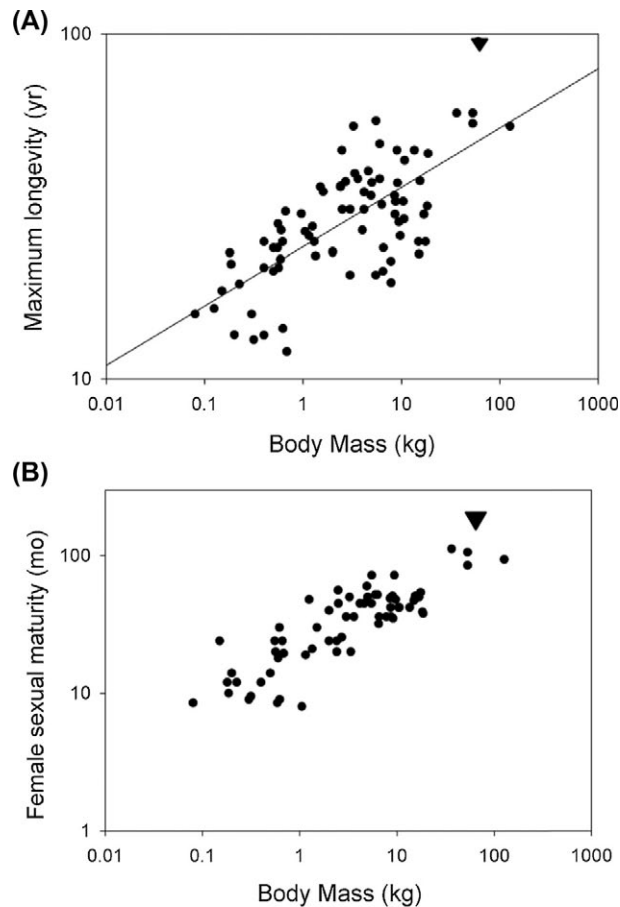 (A)
100
Maximum longevity (yr)
10
0.01 0.1 1 10 100 1000
Body Mass (kg)
(B)
100
Female sexual maturity (mo)
10
1
0.01 0.1 1 10 100 1000
Body Mass (kg)